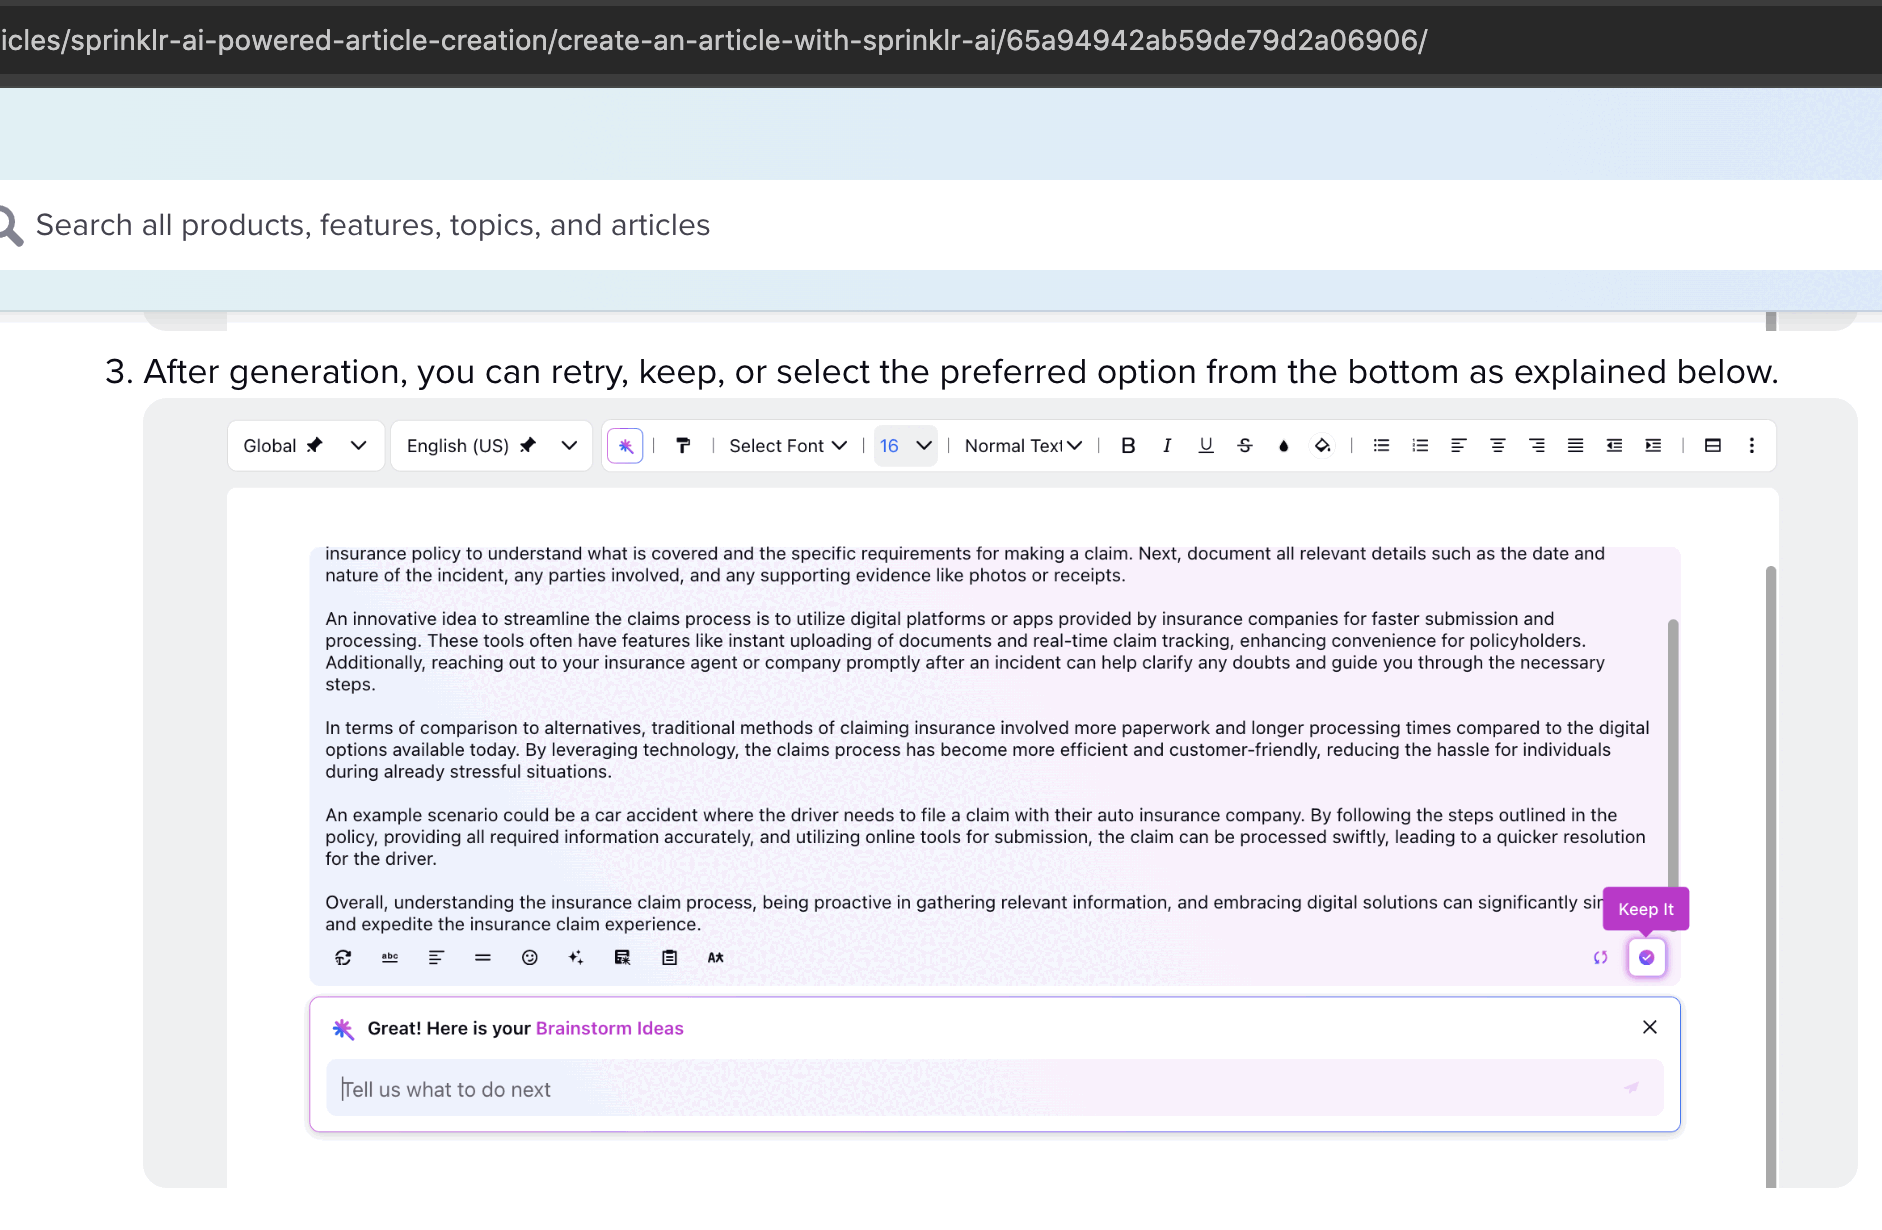 icles/sprinklr-ai-powered-article-creation/create-an-article-with-sprinklr-ai/65a94942ab59de79d2a06906/
Search all products, features, topics, and articles
3. After generation, you can retry, keep, or select the preferred option from the bottom as explained below.
Global English (US) Select Font 16 Normal Text B I U S
insurance policy to understand what is covered and the specific requirements for making a claim. Next, document all relevant details such as the date and
nature of the incident, any parties involved, and any supporting evidence like photos or receipts.
An innovative idea to streamline the claims process is to utilize digital platforms or apps provided by insurance companies for faster submission and
processing. These tools often have features like instant uploading of documents and real-time claim tracking, enhancing convenience for policyholders.
Additionally, reaching out to your insurance agent or company promptly after an incident can help clarify any doubts and guide you through the necessary
steps.
In terms of comparison to alternatives, traditional methods of claiming insurance involved more paperwork and longer processing times compared to the digital
options available today. By leveraging technology, the claims process has become more efficient and customer-friendly, reducing the hassle for individuals
during already stressful situations.
An example scenario could be a car accident where the driver needs to file a claim with their auto insurance company. By following the steps outlined in the
policy, providing all required information accurately, and utilizing online tools for submission, the claim can be processed swiftly, leading to a quicker resolution
for the driver.
Overall, understanding the insurance claim process, being proactive in gathering relevant information, and embracing digital solutions can significantly
and expedite the insurance claim experience.
Keep It
abc
Great! Here is your Brainstorm Ideas
Tell us what to do next